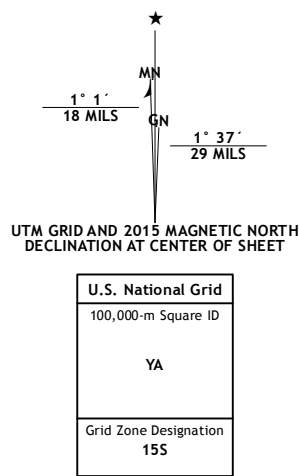 ★
MN
1° 1´
18 MILS
GN
1° 37´
29 MILS
UTM GRID AND 2015 MAGNETIC NORTH
DECLINATION AT CENTER OF SHEET
U.S. National Grid
100,000-m Square ID
YA
Grid Zone Designation
15S